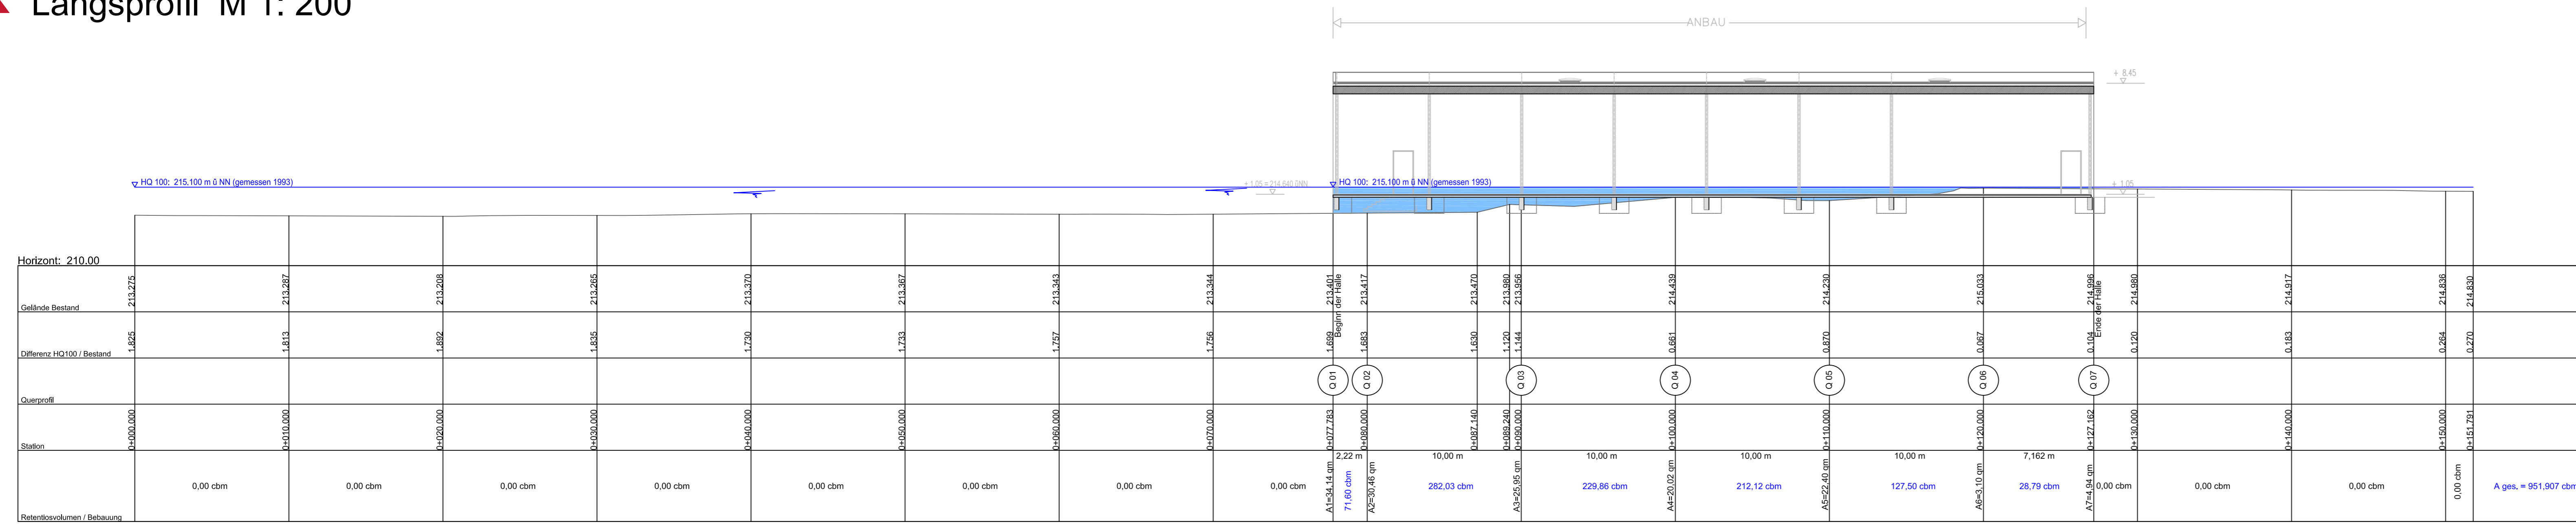 Längsprofil M 1: 200
ANBAU
+ 8,45
HQ 100: 215,100 m ü NN (gemessen 1993)
+ 1,05 = 214,640 üNN
HQ 100: 215,100 m ü NN (gemessen 1993)
+ 1,05
Horizont: 210.00
Gelände Bestand
213.275
213.287
213.208
213.265
213.370
213.367
213.343
213.344
213.401
Beginn der Halle
213.417
213.470
213.980
213.956
214.439
214.230
215.033
214.996
Ende der Halle
214.980
214.917
214.836
214.830
Differenz HQ100 / Bestand
1.825
1.813
1.892
1.835
1.730
1.733
1.757
1.756
1.699
1.683
1.630
1.120
1.144
0.661
0.870
0.067
0.104
0.120
0.183
0.264
0.270
Querprofil
Q 01
Q 02
Q 03
Q 04
Q 05
Q 06
Q 07
Station
0+000.000
0+010.000
0+020.000
0+030.000
0+040.000
0+050.000
0+060.000
0+070.000
0+077.783
0+080.000
0+087.140
0+089.240
0+090.000
0+100.000
0+110.000
0+120.000
0+127.162
0+130.000
0+140.000
0+150.000
0+151.791
2,22 m
10,00 m
10,00 m
10,00 m
10,00 m
7,162 m
Retentiosvolumen / Bebauung
0,00 cbm
0,00 cbm
0,00 cbm
0,00 cbm
0,00 cbm
0,00 cbm
0,00 cbm
0,00 cbm
A1=34,14 qm
71,60 cbm
A2=30,46 qm
282,03 cbm
A3=25,95 qm
229,86 cbm
A4=20,02 qm
212,12 cbm
A5=22,40 qm
127,50 cbm
A6=3,10 qm
28,79 cbm
A7=4,94 qm
0,00 cbm
0,00 cbm
0,00 cbm
0,00 cbm
A ges. = 951,907 cbm